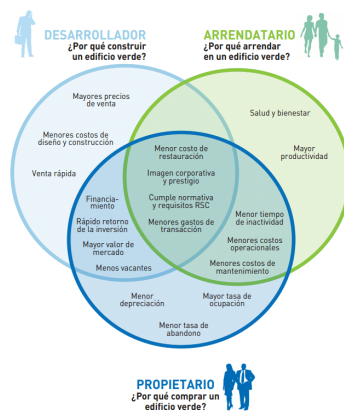 DESARROLLADOR
¿Por qué construir
un edificio verde?
ARRENDATARIO
¿Por qué arrendar
en un edificio verde?
Mayores precios
de venta
Menores costos de
diseño y construcción
Venta rápida
Salud y bienestar
Mayor
productividad
Menor costo de
restauración
Imagen corporativa
y prestigio
Cumple normativa
y requisitos RSC
Menores gastos de
transacción
Financia-
miento
Rápido retorno
de la inversión
Mayor valor de
mercado
Menos vacantes
Menor tiempo
de inactividad
Menores costos
operacionales
Menores costos de
mantenimiento
Menor
depreciación
Mayor tasa de
ocupación
Menor tasa de
abandono
PROPIETARIO
¿Por qué comprar un
edificio verde?